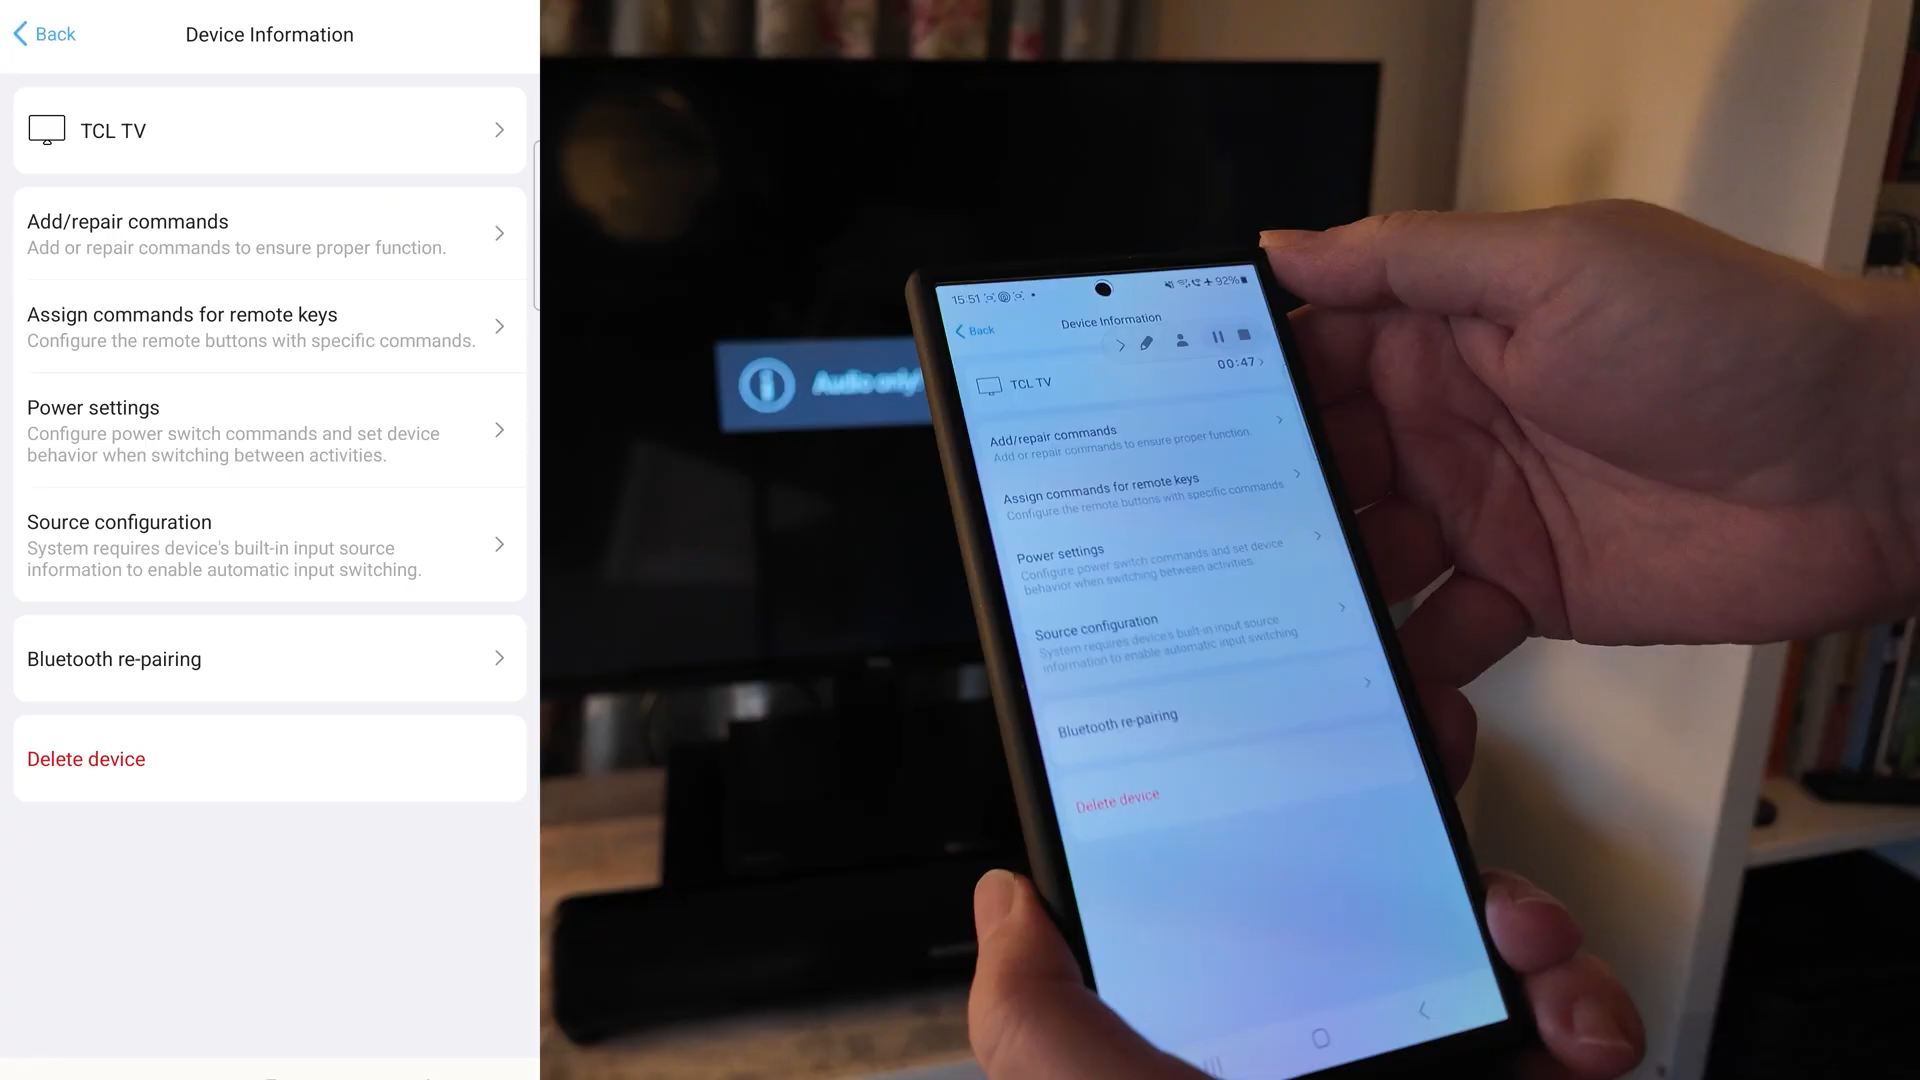 Back
Device Information
TCL TV
Add/repair commands
Add or repair commands to ensure proper function.
Assign commands for remote keys
Configure the remote buttons with specific commands.
Power settings
Configure power switch commands and set device
behavior when switching between activities.
Source configuration
System requires device's built-in input source
information to enable automatic input switching.
Bluetooth re-pairing
Delete device
Audio only
15:51
92%
Back
Device Information
00:47
TCL TV
Add/repair commands
Add or repair commands to ensure proper function.
Assign commands for remote keys
Configure the remote buttons with specific commands
Power settings
Configure power switch commands and set device
behavior when switching between activities.
Source configuration
System requires device's built-in input source
information to enable automatic input switching
Bluetooth re-pairing
Delete device